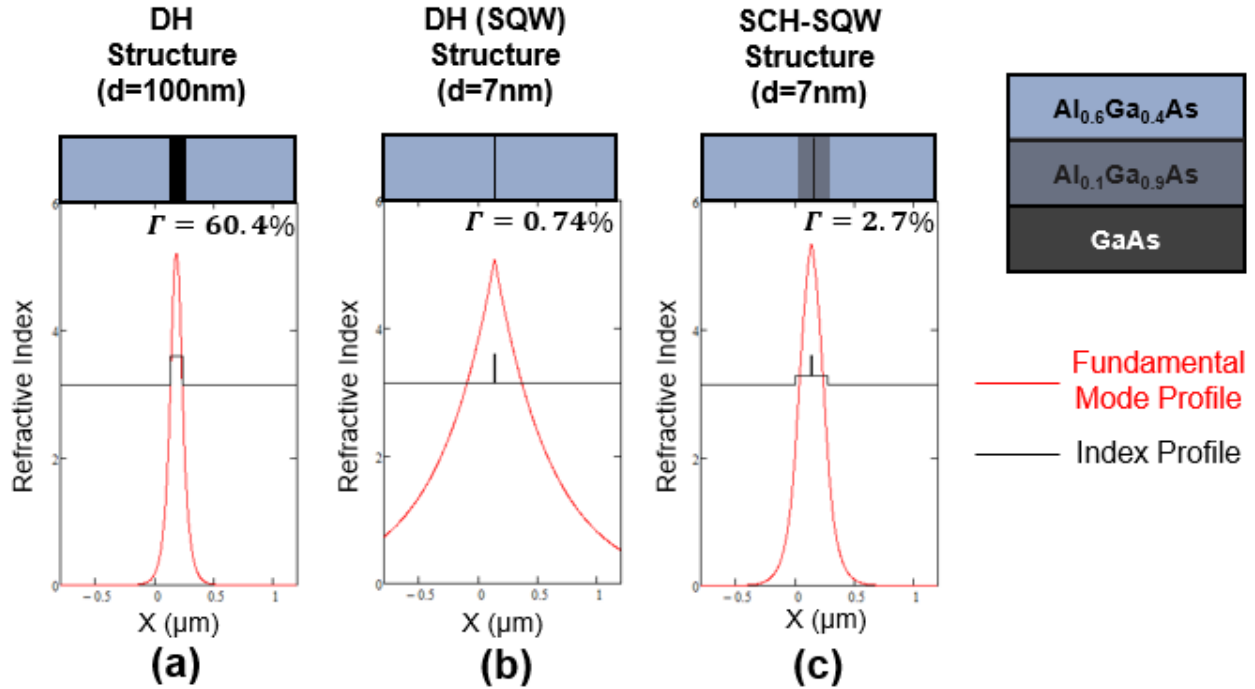 DH
Structure
(d=100nm)
DH (SQW)
Structure
(d=7nm)
SCH-SQW
Structure
(d=7nm)
Al0.6Ga0.4As
Al0.1Ga0.9As
GaAs
6
Γ = 60.4%
4
2
0
Refractive Index
−0.5
0
0.5
1
X (μm)
(a)
6
Γ = 0.74%
4
2
0
Refractive Index
−0.5
0
0.5
1
X (μm)
(b)
6
Γ = 2.7%
4
2
0
Refractive Index
−0.5
0
0.5
1
X (μm)
(c)
Fundamental
Mode Profile
Index Profile